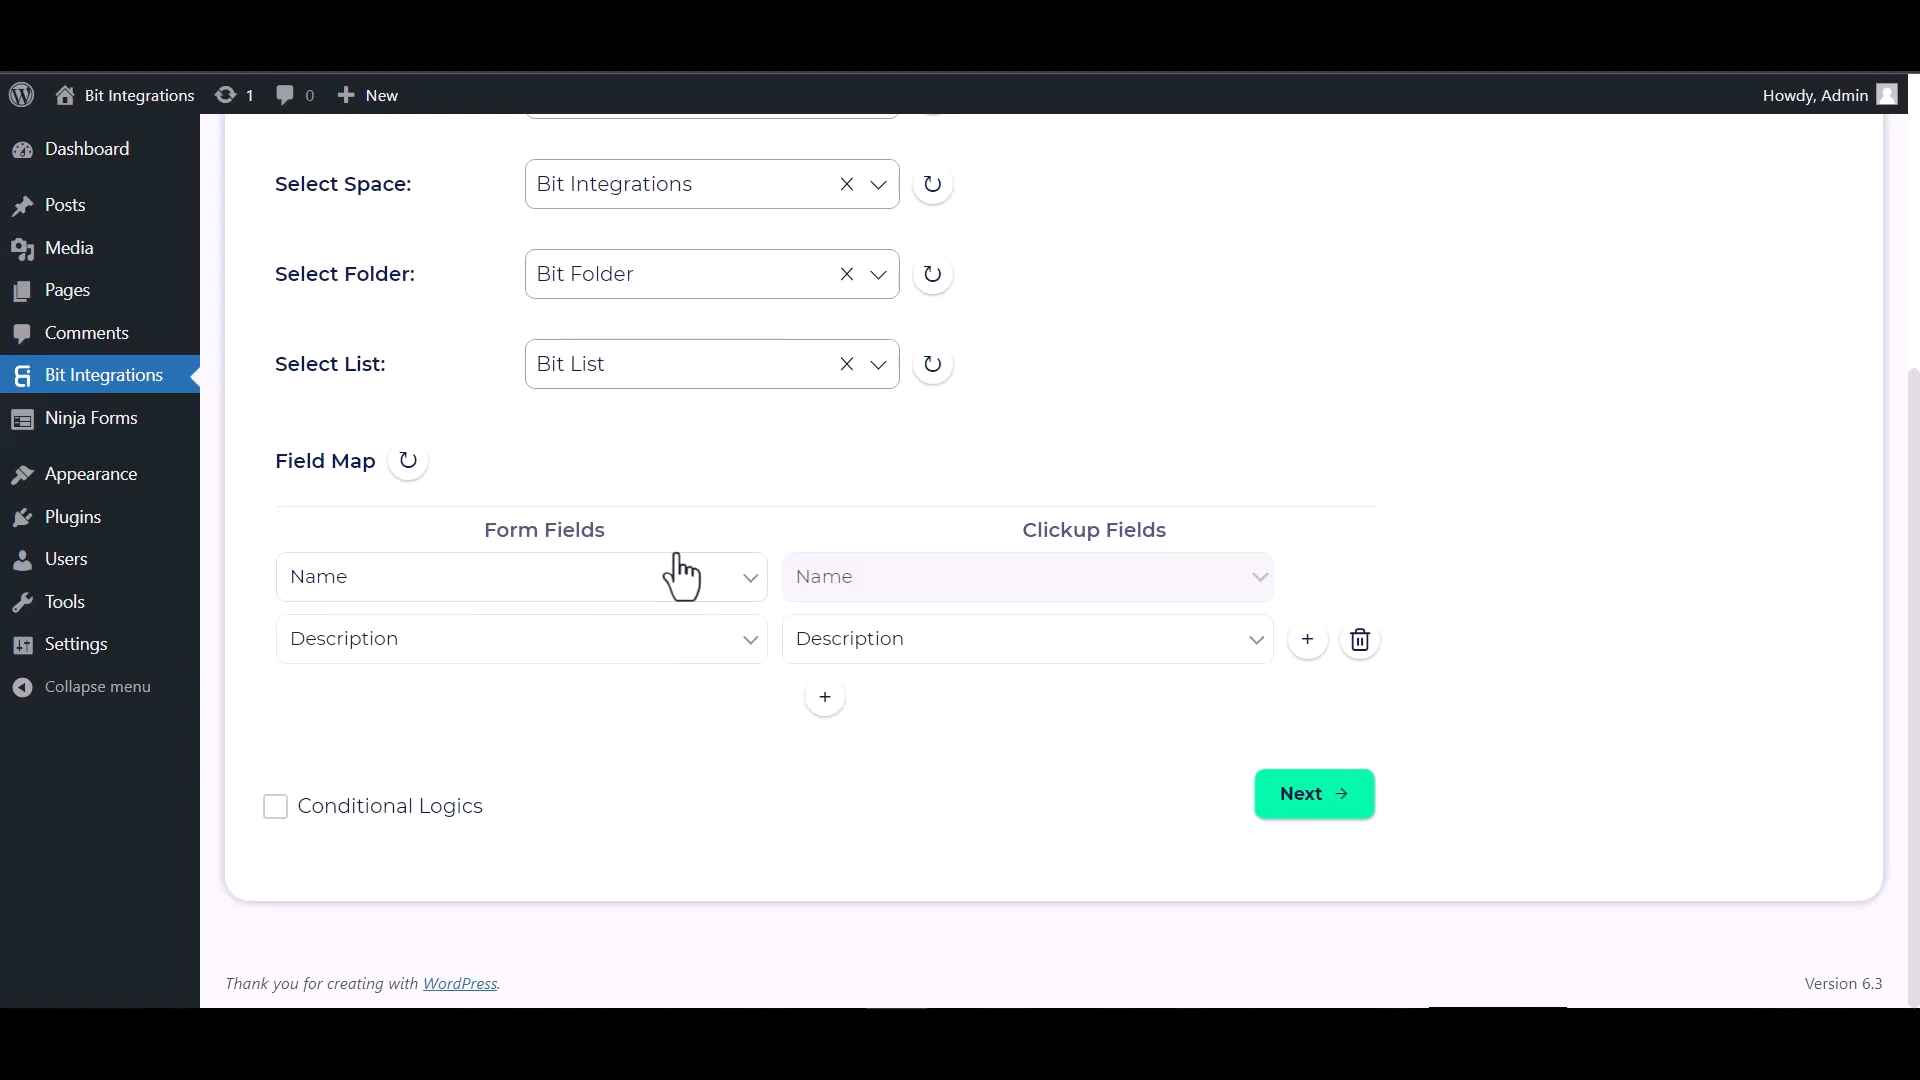 Bit Integrations 1 0 New Howdy, Admin
Dashboard
Posts
Media
Pages
Comments
Bit Integrations
Ninja Forms
Appearance
Plugins
Users
Tools
Settings
Collapse menu
Select Space: Bit Integrations
Select Folder: Bit Folder
Select List: Bit List
Field Map
Form Fields Clickup Fields
Name Name
Description Description
Conditional Logics
Next
Thank you for creating with WordPress.
Version 6.3